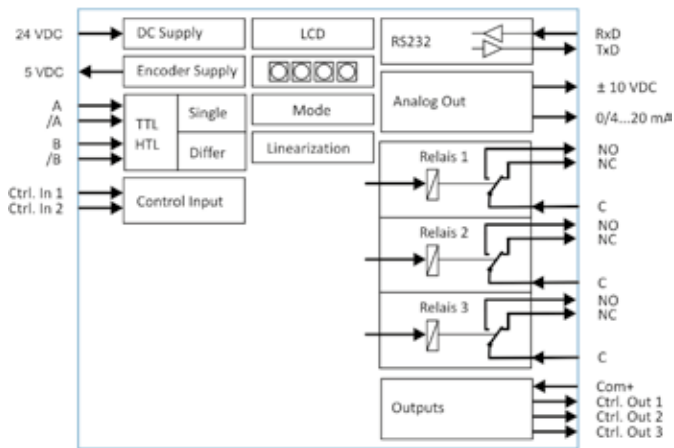 24 VDC
DC Supply
LCD
RS232
RxD
TxD
5 VDC
Encoder Supply
A
/A
B
/B
TTL
HTL
Single
Differ
Mode
Linearization
Analog Out
± 10 VDC
0/4...20 mA
Ctrl. In 1
Ctrl. In 2
Control Input
Relais 1
NO
NC
C
Relais 2
NO
NC
C
Relais 3
NO
NC
C
Outputs
Com+
Ctrl. Out 1
Ctrl. Out 2
Ctrl. Out 3